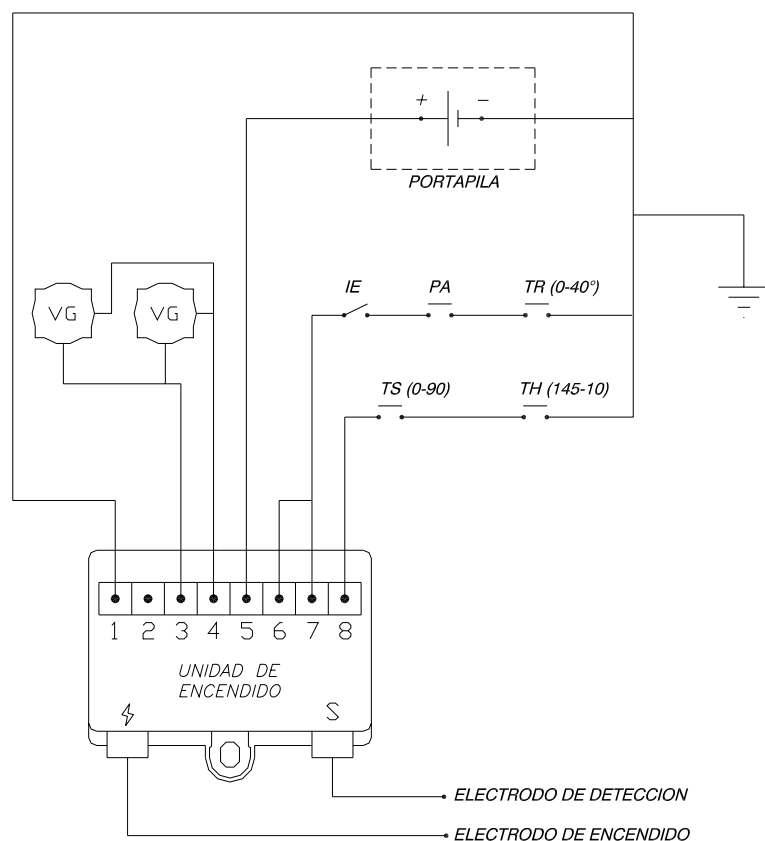 + −
PORTAPILA
IE PA TR (0-40°)
VG VG
TS (0-90) TH (145-10)
1 2 3 4 5 6 7 8
UNIDAD DE
ENCENDIDO
S
ELECTRODO DE DETECCION
ELECTRODO DE ENCENDIDO